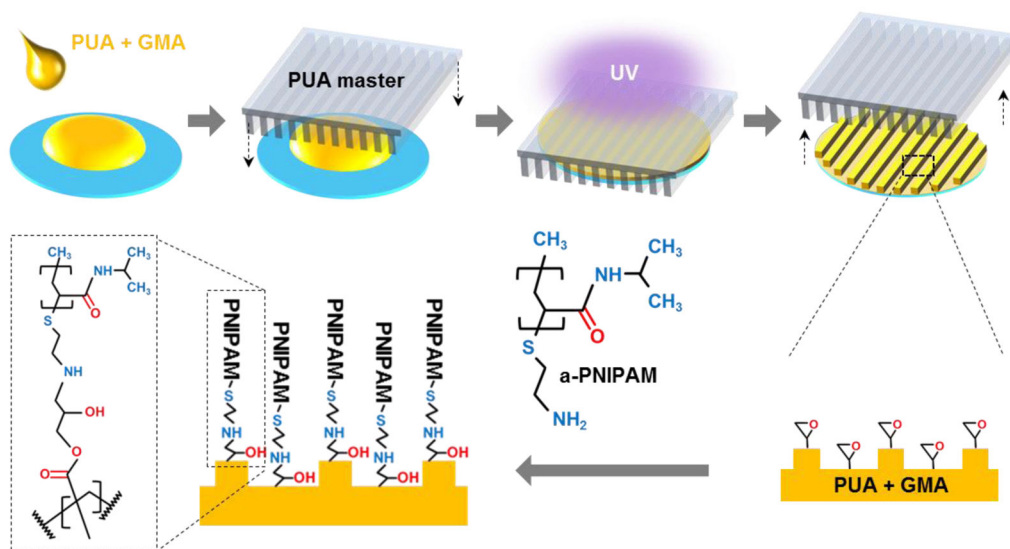 PUA + GMA
PUA master
UV
CH₃
NH
CH₃
CH₃
O
S
NH
OH
O
O
PNIPAM
S
NH
OH
PNIPAM
S
NH
OH
PNIPAM
S
NH
OH
PNIPAM
S
NH
OH
PNIPAM
S
NH
OH
CH₃
NH
CH₃
CH₃
O
S
a-PNIPAM
NH₂
O
O
O
O
O
PUA + GMA